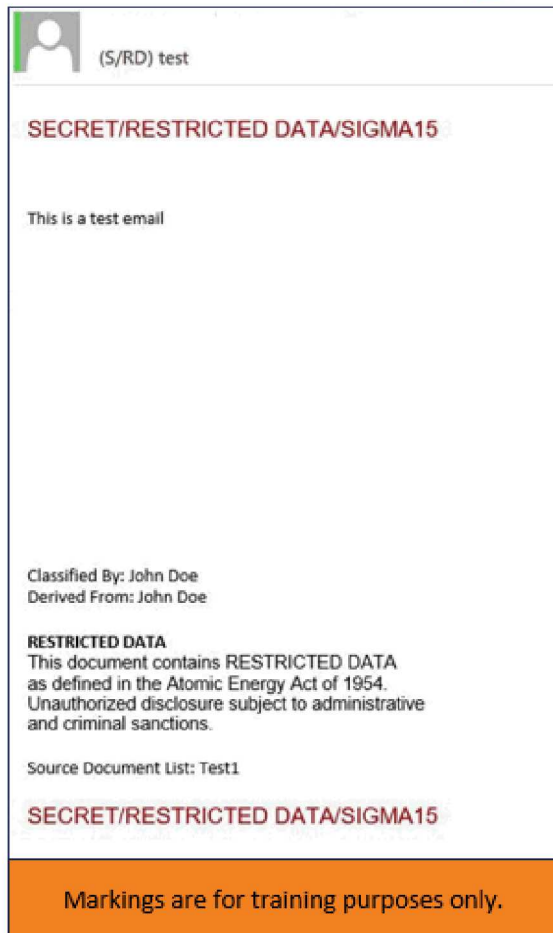 (S/RD) test
SECRET/RESTRICTED DATA/SIGMA15
This is a test email
Classified By: John Doe
Derived From: John Doe
RESTRICTED DATA
This document contains RESTRICTED DATA
as defined in the Atomic Energy Act of 1954.
Unauthorized disclosure subject to administrative
and criminal sanctions.
Source Document List: Test1
SECRET/RESTRICTED DATA/SIGMA15
Markings are for training purposes only.